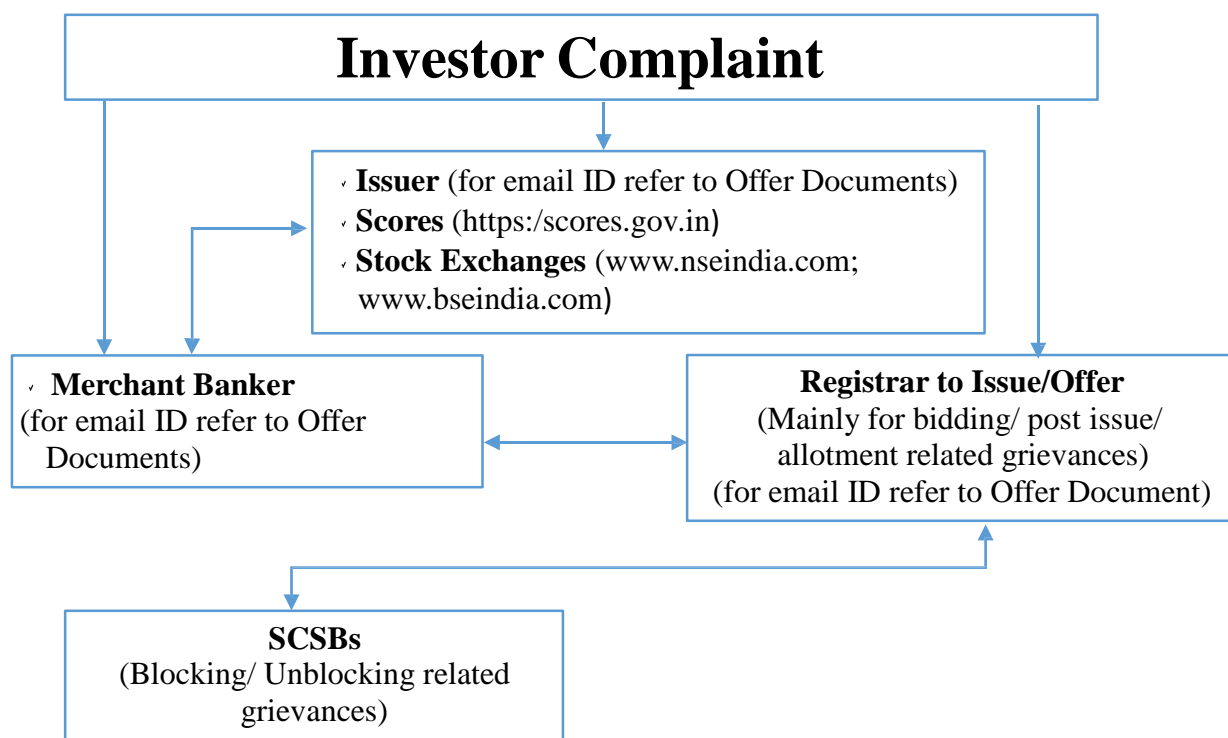 Investor Complaint
✓ Issuer (for email ID refer to Offer Documents)
✓ Scores (https:/scores.gov.in)
✓ Stock Exchanges (www.nseindia.com;
www.bseindia.com)
✓ Merchant Banker
(for email ID refer to Offer
Documents)
Registrar to Issue/Offer
(Mainly for bidding/ post issue/
allotment related grievances)
(for email ID refer to Offer Document)
SCSBs
(Blocking/ Unblocking related
grievances)